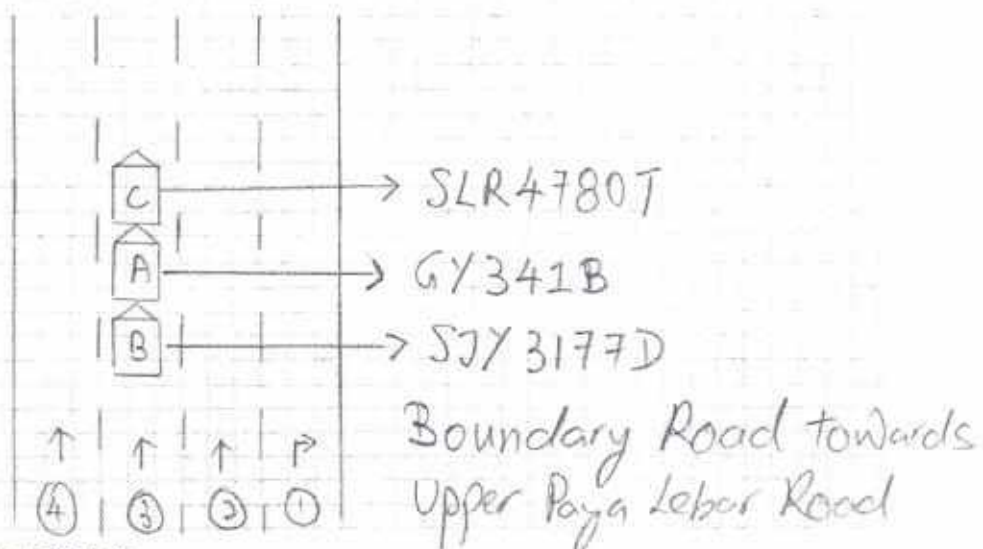 C → SLR4780T
A → GY341B
B → SJY3177D
Boundary Road towards
Upper Paya Lebar Road
↑ ↑ ↑ ↱
④ ③ ② ①